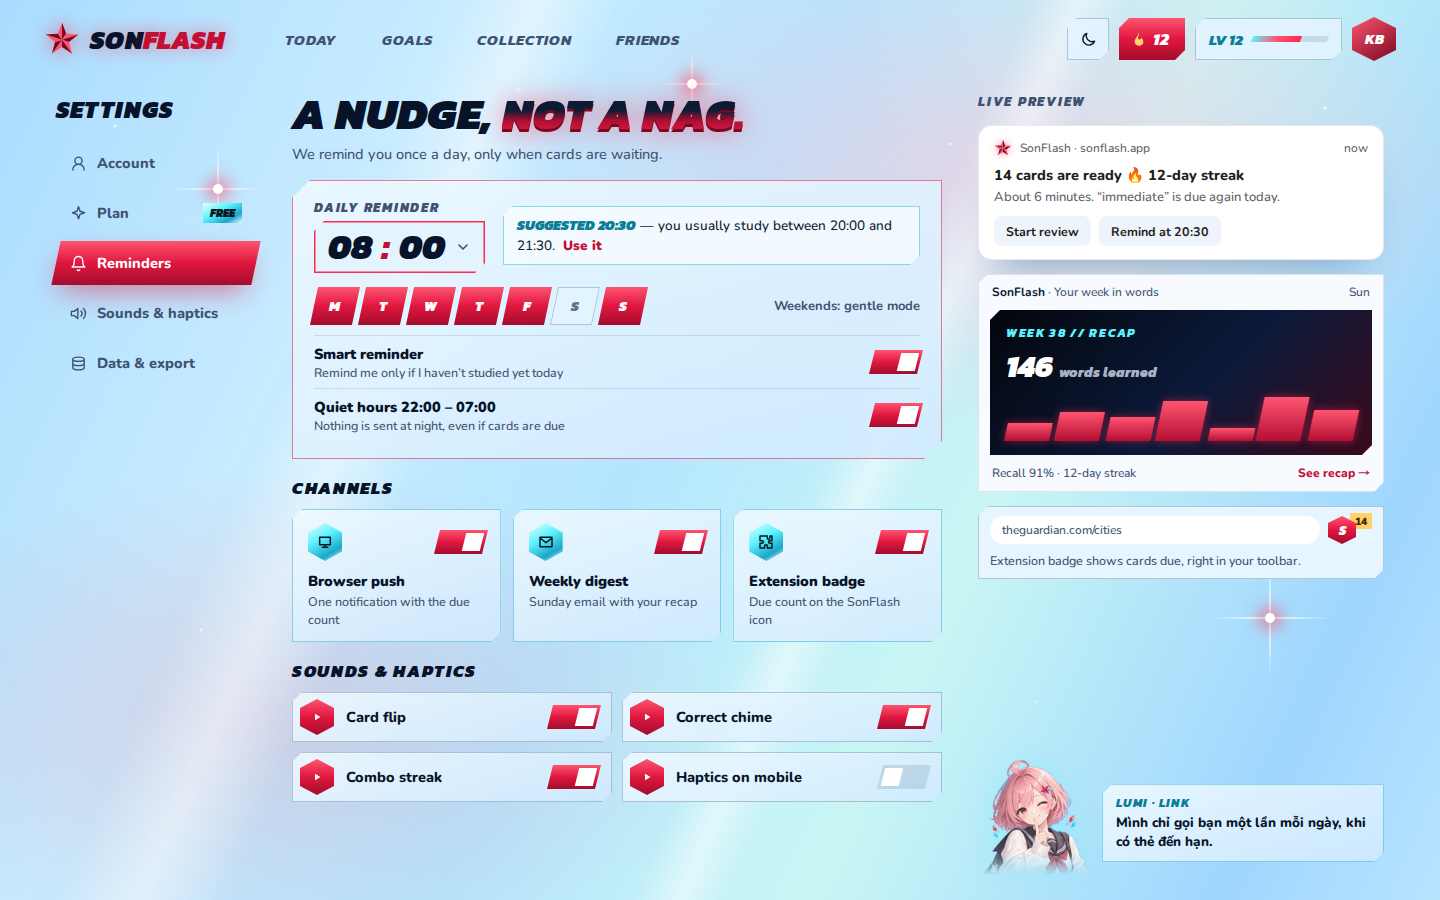 SONFLASH
TODAY GOALS COLLECTION FRIENDS
12
LV 12
KB
SETTINGS
Account
Plan FREE
Reminders
Sounds & haptics
Data & export
A NUDGE, NOT A NAG.
We remind you once a day, only when cards are waiting.
DAILY REMINDER
08 : 00
SUGGESTED 20:30 — you usually study between 20:00 and
21:30. Use it
M T W T F S S
Weekends: gentle mode
Smart reminder
Remind me only if I haven't studied yet today
Quiet hours 22:00 – 07:00
Nothing is sent at night, even if cards are due
CHANNELS
Browser push
One notification with the due
count
Weekly digest
Sunday email with your recap
Extension badge
Due count on the SonFlash
icon
SOUNDS & HAPTICS
Card flip
Correct chime
Combo streak
Haptics on mobile
LIVE PREVIEW
SonFlash · sonflash.app now
14 cards are ready 🔥 12-day streak
About 6 minutes. “immediate” is due again today.
Start review Remind at 20:30
SonFlash · Your week in words Sun
WEEK 38 // RECAP
146 words learned
Recall 91% · 12-day streak See recap →
theguardian.com/cities S 14
Extension badge shows cards due, right in your toolbar.
LUMI · LINK
Mình chỉ gọi bạn một lần mỗi ngày, khi
có thẻ đến hạn.